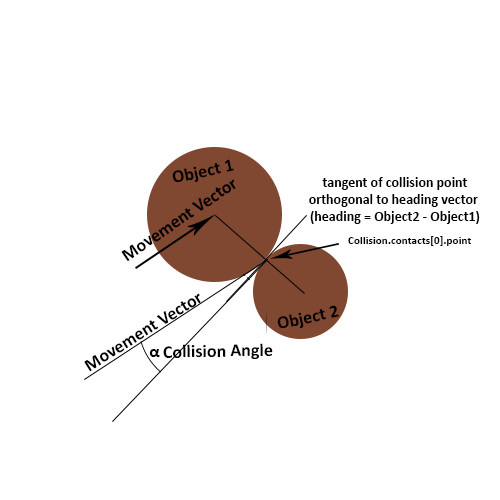 Object 1
Movement Vector
tangent of collision point
orthogonal to heading vector
(heading = Object2 - Object1)
Collision.contacts[0].point
Object 2
Movement Vector
α Collision Angle